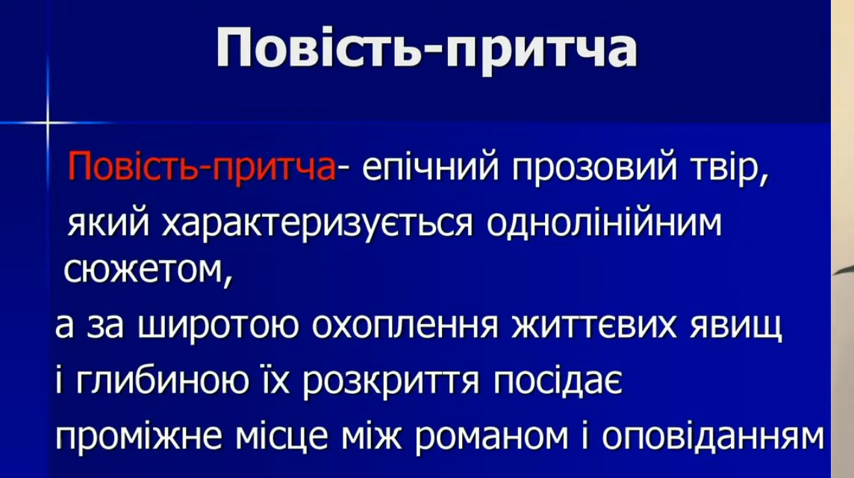 Повість-притча
Повість-притча- епічний прозовий твір,
який характеризується однолінійним
сюжетом,
а за широтою охоплення життєвих явищ
і глибиною їх розкриття посідає
проміжне місце між романом і оповіданням